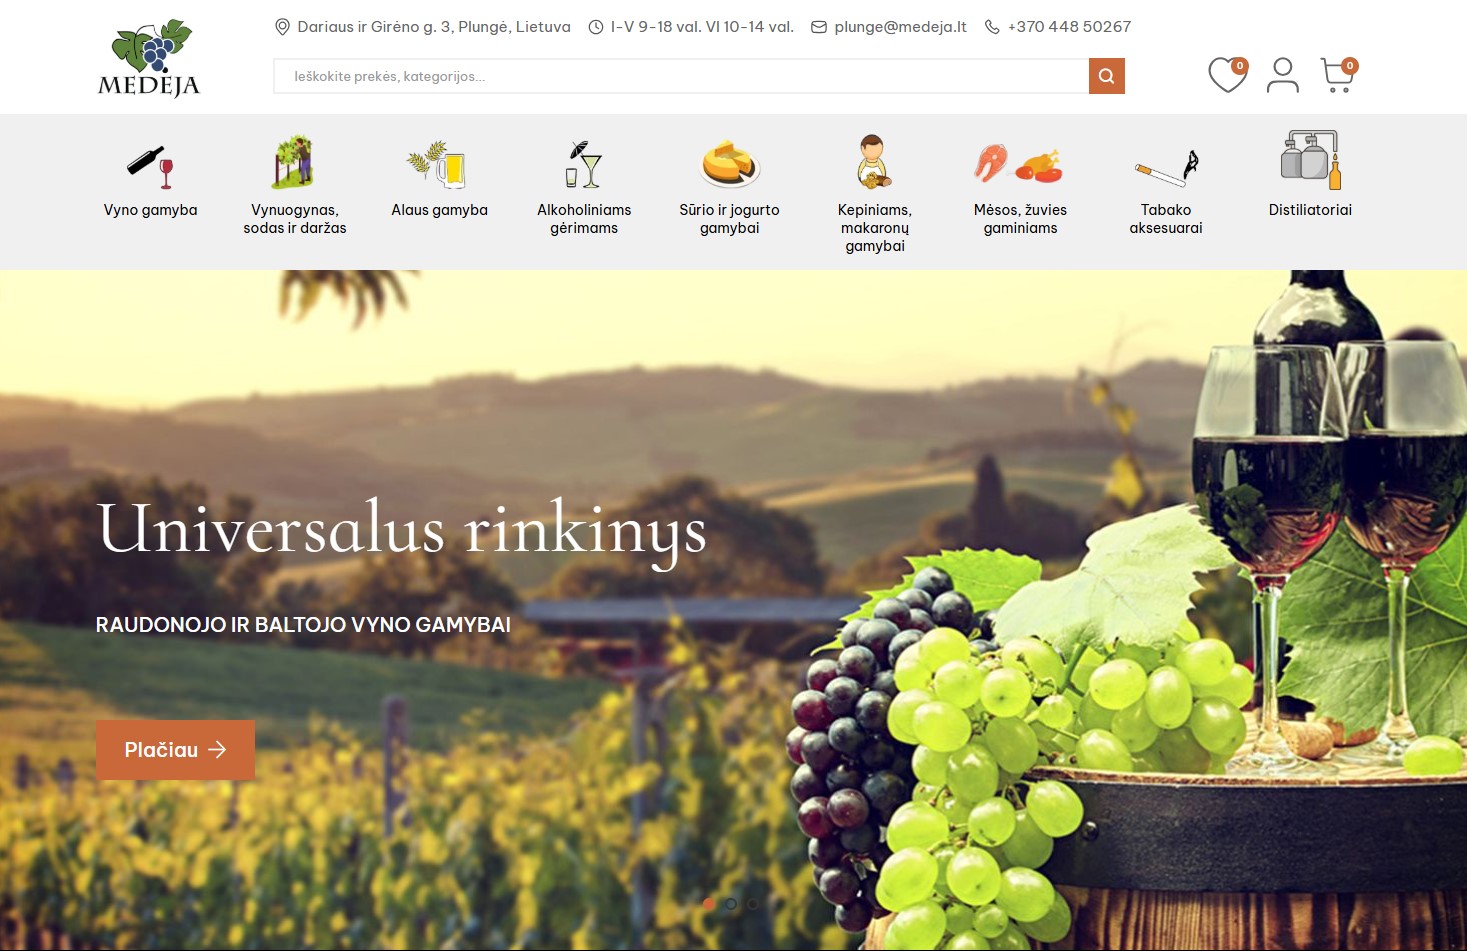 MEDĖJA
Dariaus ir Girėno g. 3, Plungė, Lietuva
I-V 9-18 val. VI 10-14 val.
plunge@medeja.lt
+370 448 50267
Ieškokite prekės, kategorijos...
0
0
Vyno gamyba
Vynuogynas,
sodas ir daržas
Alaus gamyba
Alkoholiniams
gėrimams
Sūrio ir jogurto
gamybai
Kepiniams,
makaronų
gamybai
Mėsos, žuvies
gaminiams
Tabako
aksesuarai
Distiliatoriai
Universalus rinkinys
RAUDONOJO IR BALTOJO VYNO GAMYBAI
Plačiau